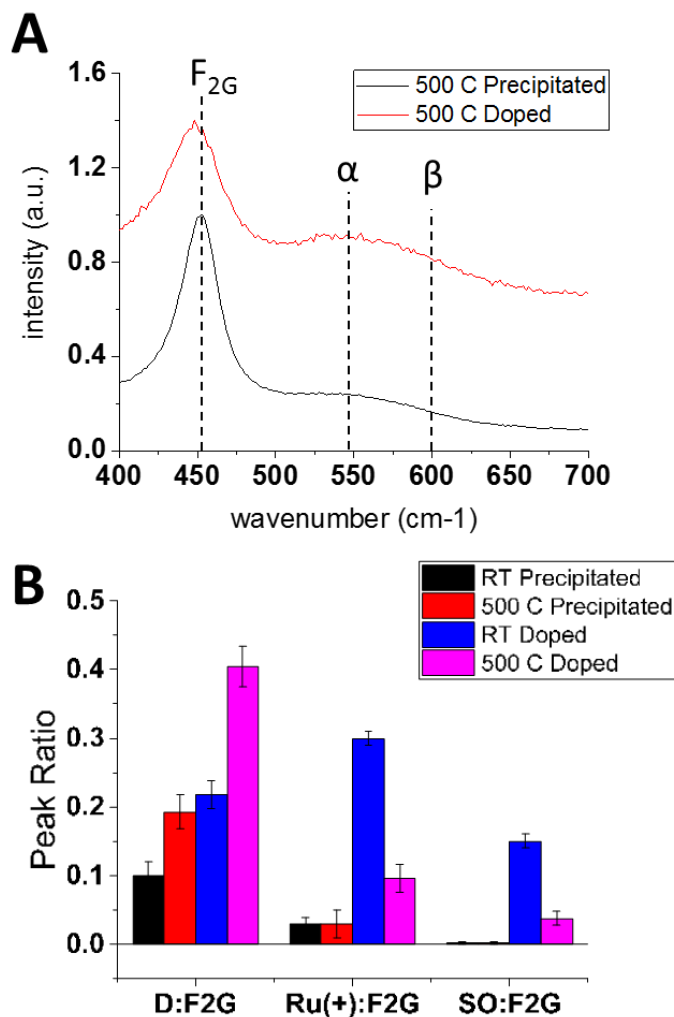 A
F2G
α
β
500 C Precipitated
500 C Doped
1.6
1.2
0.8
0.4
0.0
intensity (a.u.)
400 450 500 550 600 650 700
wavenumber (cm-1)
B
RT Precipitated
500 C Precipitated
RT Doped
500 C Doped
0.5
0.4
0.3
0.2
0.1
0.0
Peak Ratio
D:F2G Ru(+):F2G SO:F2G